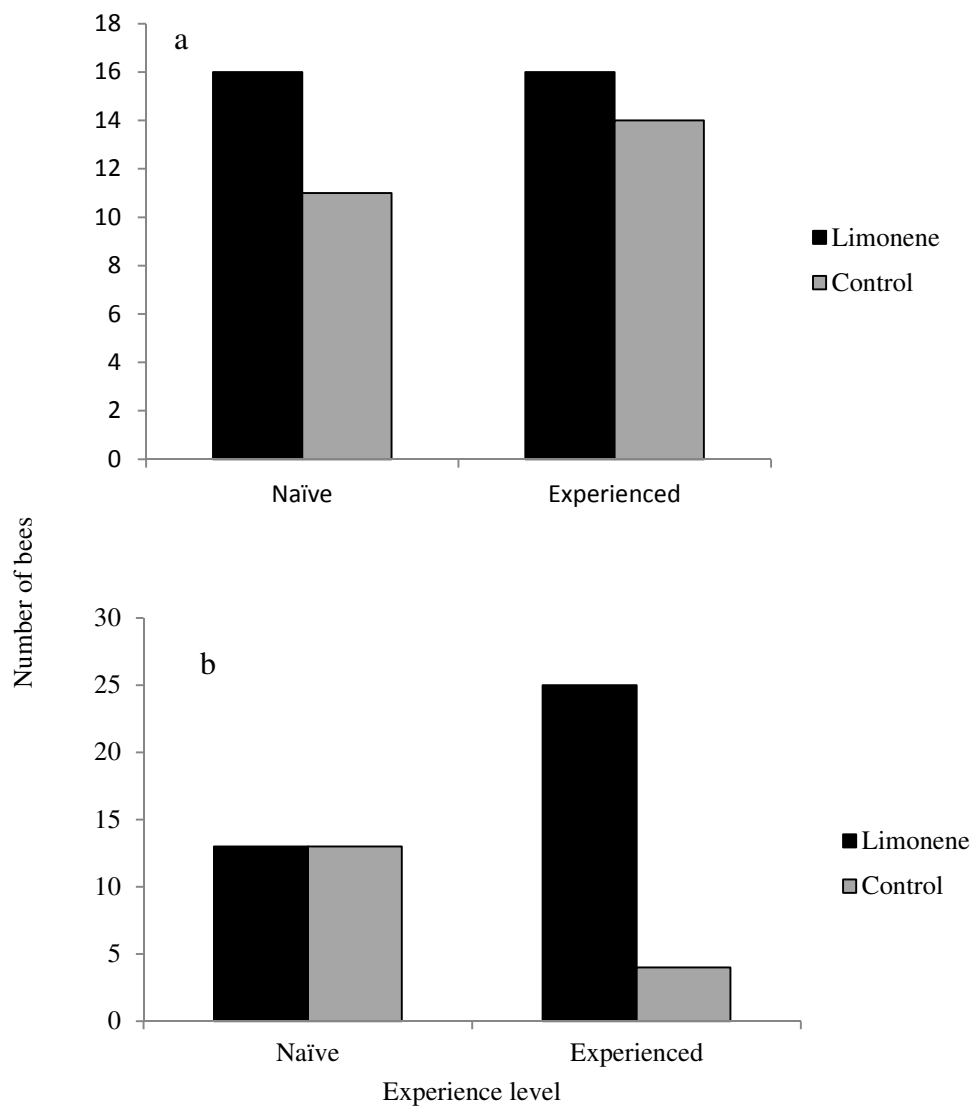 a
18
16
14
12
10
8
6
4
2
0
Naïve
Experienced
Limonene
Control
Number of bees
b
30
25
20
15
10
5
0
Naïve
Experienced
Limonene
Control
Experience level